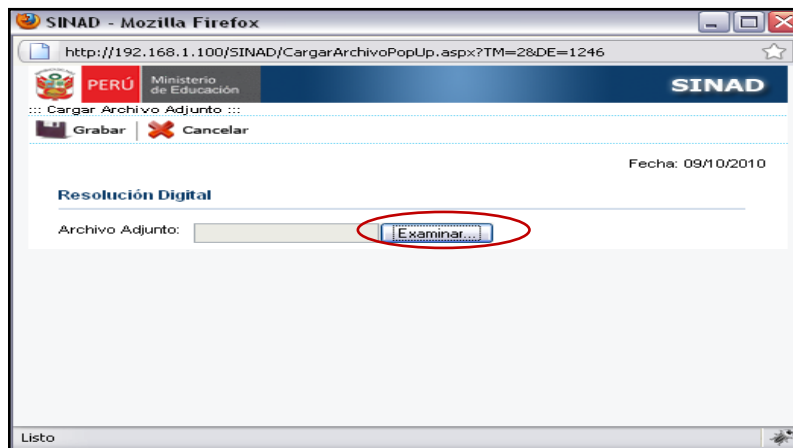 SINAD - Mozilla Firefox
http://192.168.1.100/SINAD/CargarArchivoPopUp.aspx?TM=2&DE=1246
PERÚ Ministerio de Educación SINAD
::: Cargar Archivo Adjunto :::
Grabar Cancelar
Fecha: 09/10/2010
Resolución Digital
Archivo Adjunto: Examinar...
Listo